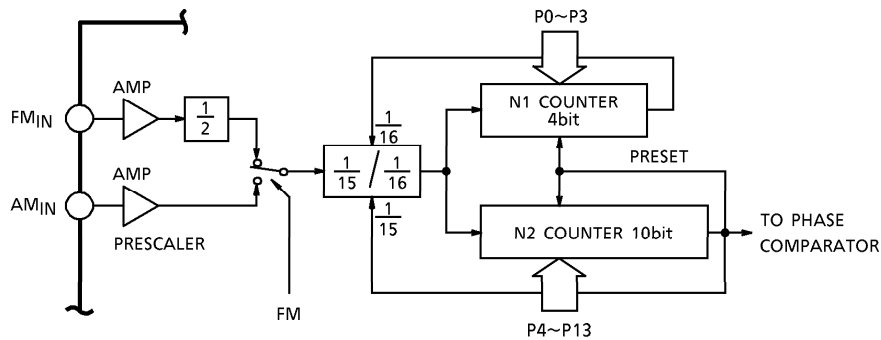 P0~P3
AMP
FMIN
1
2
1
16
N1 COUNTER
4bit
PRESET
1
15
/
1
16
AMP
AMIN
PRESCALER
1
15
N2 COUNTER 10bit
TO PHASE
COMPARATOR
FM
P4~P13